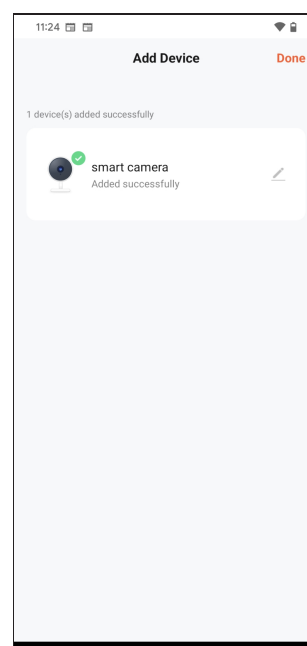 11:24
Add Device
Done
1 device(s) added successfully
smart camera
Added successfully